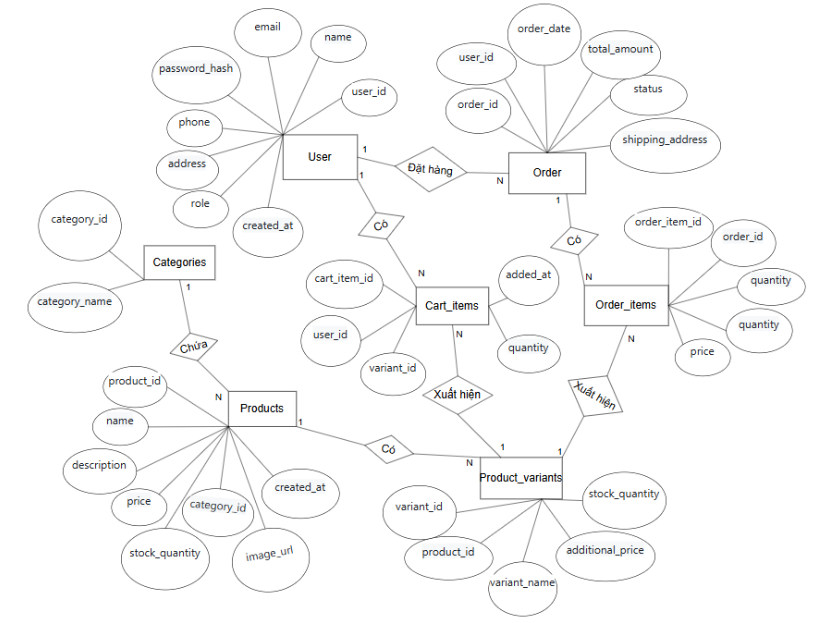 email
name
order_date
total_amount
user_id
password_hash
status
user_id
order_id
phone
shipping_address
1
User
address
Đặt hàng
Order
1
N
role
1
category_id
order_item_id
created_at
Có
order_id
Có
Categories
cart_item_id
added_at
N
N
quantity
1
category_name
Cart_items
Order_items
quantity
user_id
N
N
Chứa
quantity
price
variant_id
product_id
Xuất hiện
Xuất hiện
N
name
Products
1
Có
1
1
description
N
Product_variants
created_at
stock_quantity
price
category_id
variant_id
stock_quantity
image_url
product_id
additional_price
variant_name